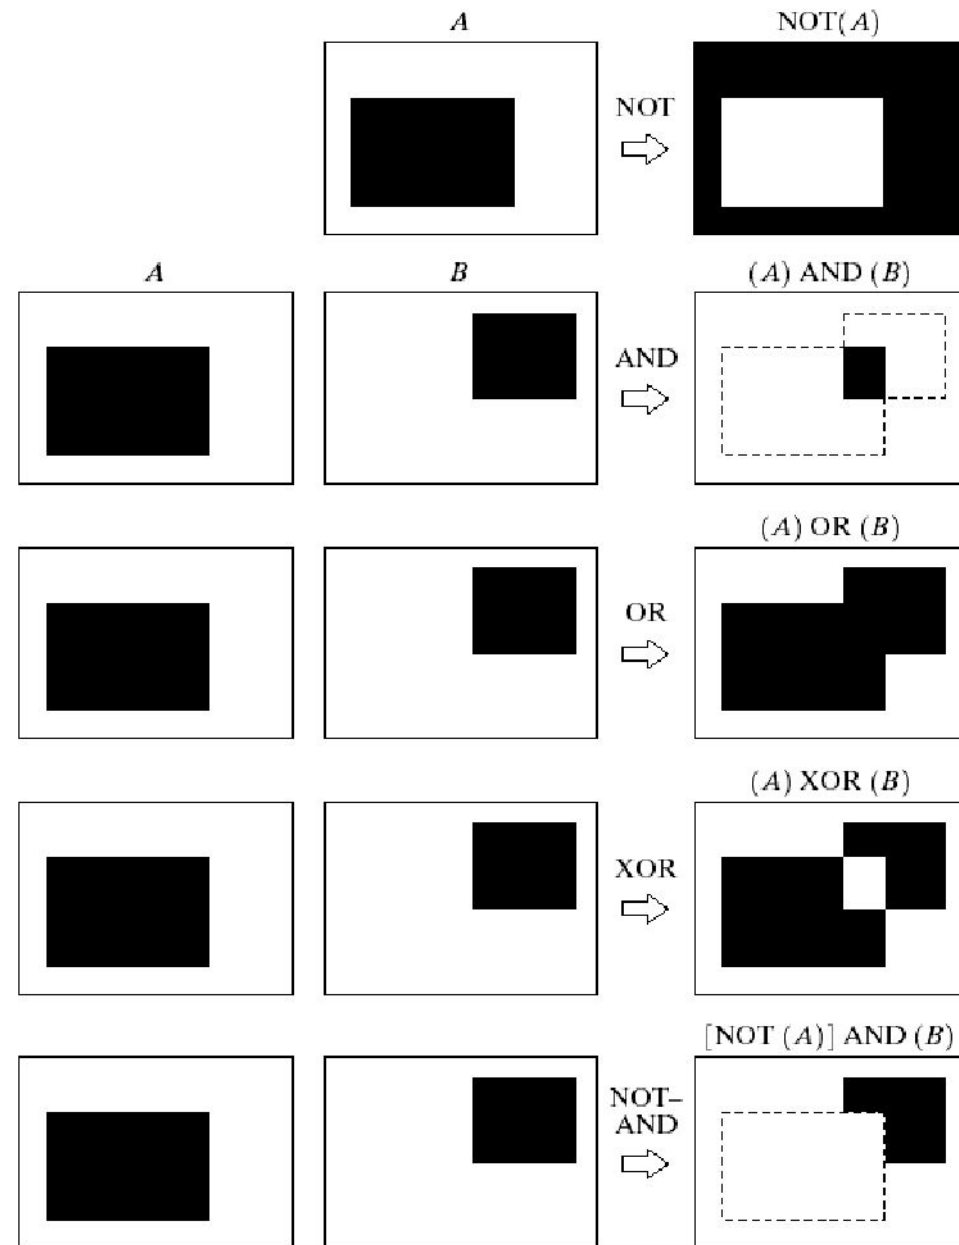 A NOT(A)
NOT
A B (A) AND (B)
AND
(A) OR (B)
OR
(A) XOR (B)
XOR
[NOT (A)] AND (B)
NOT–
AND